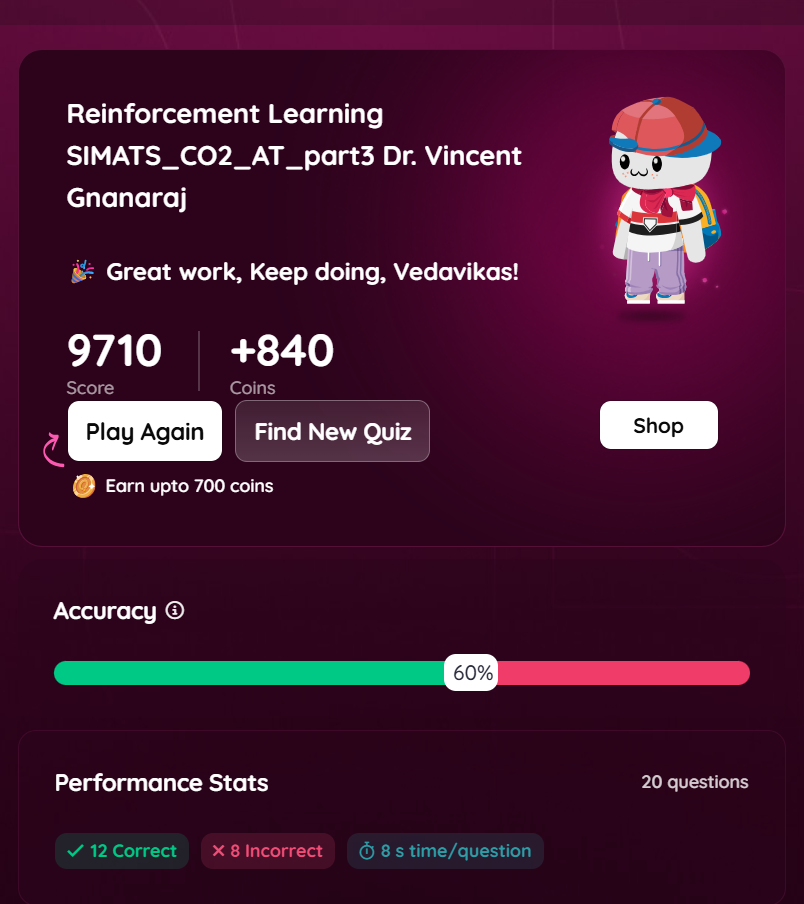 Reinforcement Learning
SIMATS_CO2_AT_part3 Dr. Vincent
Gnanaraj
Great work, Keep doing, Vedavikas!
9710
Score
+840
Coins
Play Again
Find New Quiz
Shop
Earn upto 700 coins
Accuracy
60%
Performance Stats
20 questions
12 Correct
8 Incorrect
8 s time/question